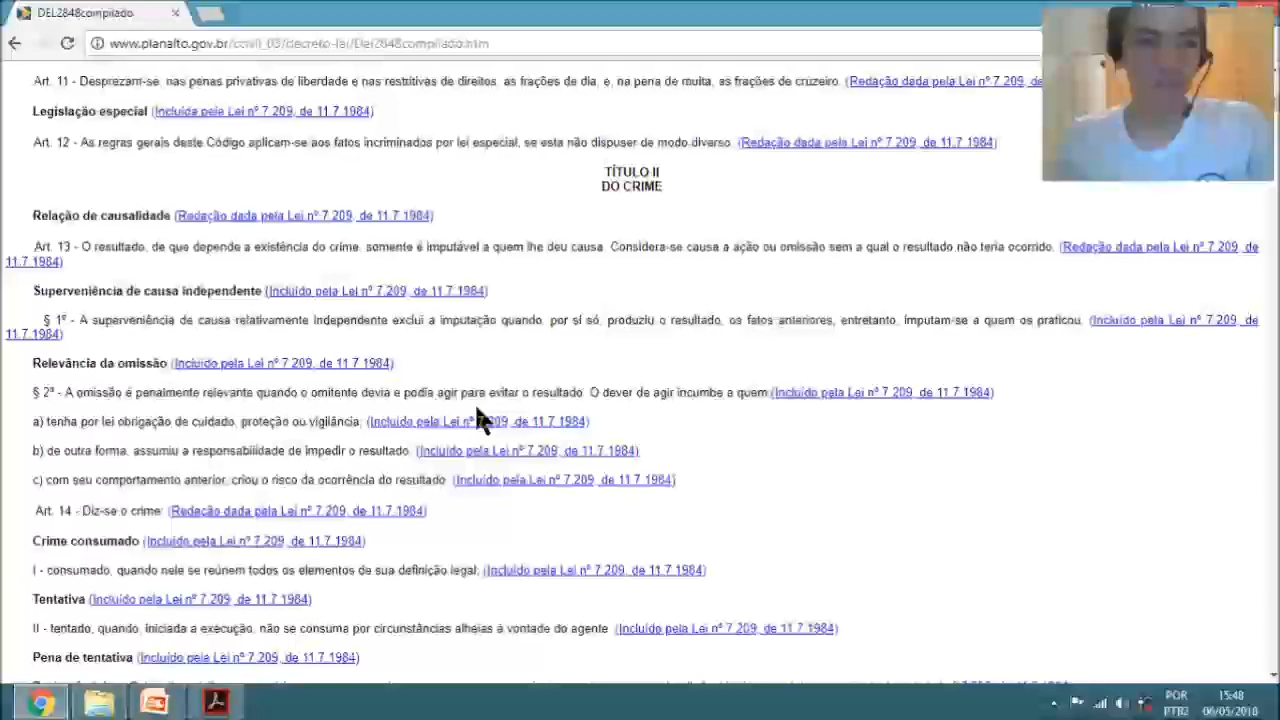 DEL2848compilado
www.planalto.gov.br/ccivil_03/decreto-lei/Del2848compilado.htm
Art. 11 - Desprezam-se, nas penas privativas de liberdade e nas restritivas de direitos, as frações de dia, e, na pena de multa, as frações de cruzeiro. (Redação dada pela Lei nº 7.209, de
Legislação especial (Incluída pela Lei nº 7.209, de 11.7.1984)
Art. 12 - As regras gerais deste Código aplicam-se aos fatos incriminados por lei especial, se esta não dispuser de modo diverso. (Redação dada pela Lei nº 7.209, de 11.7.1984)
TÍTULO II
DO CRIME
Relação de causalidade (Redação dada pela Lei nº 7.209, de 11.7.1984)
Art. 13 - O resultado, de que depende a existência do crime, somente é imputável a quem lhe deu causa. Considera-se causa a ação ou omissão sem a qual o resultado não teria ocorrido. (Redação dada pela Lei nº 7.209, de
11.7.1984)
Superveniência de causa independente (Incluído pela Lei nº 7.209, de 11.7.1984)
§ 1º - A superveniência de causa relativamente independente exclui a imputação quando, por si só, produziu o resultado; os fatos anteriores, entretanto, imputam-se a quem os praticou. (Incluído pela Lei nº 7.209, de
11.7.1984)
Relevância da omissão (Incluído pela Lei nº 7.209, de 11.7.1984)
§ 2º - A omissão é penalmente relevante quando o omitente devia e podia agir para evitar o resultado. O dever de agir incumbe a quem:(Incluído pela Lei nº 7.209, de 11.7.1984)
a) tenha por lei obrigação de cuidado, proteção ou vigilância; (Incluído pela Lei nº 7.209, de 11.7.1984)
b) de outra forma, assumiu a responsabilidade de impedir o resultado; (Incluído pela Lei nº 7.209, de 11.7.1984)
c) com seu comportamento anterior, criou o risco da ocorrência do resultado. (Incluído pela Lei nº 7.209, de 11.7.1984)
Art. 14 - Diz-se o crime: (Redação dada pela Lei nº 7.209, de 11.7.1984)
Crime consumado (Incluído pela Lei nº 7.209, de 11.7.1984)
I - consumado, quando nele se reúnem todos os elementos de sua definição legal; (Incluído pela Lei nº 7.209, de 11.7.1984)
Tentativa (Incluído pela Lei nº 7.209, de 11.7.1984)
II - tentado, quando, iniciada a execução, não se consuma por circunstâncias alheias à vontade do agente. (Incluído pela Lei nº 7.209, de 11.7.1984)
Pena de tentativa (Incluído pela Lei nº 7.209, de 11.7.1984)
POR
PTB2
15:48
06/05/2018